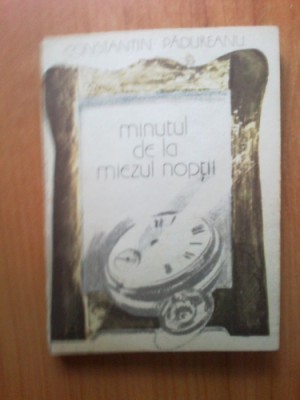 CONSTANTIN PĂDUREANU
minutul
de la
miezul nopţii